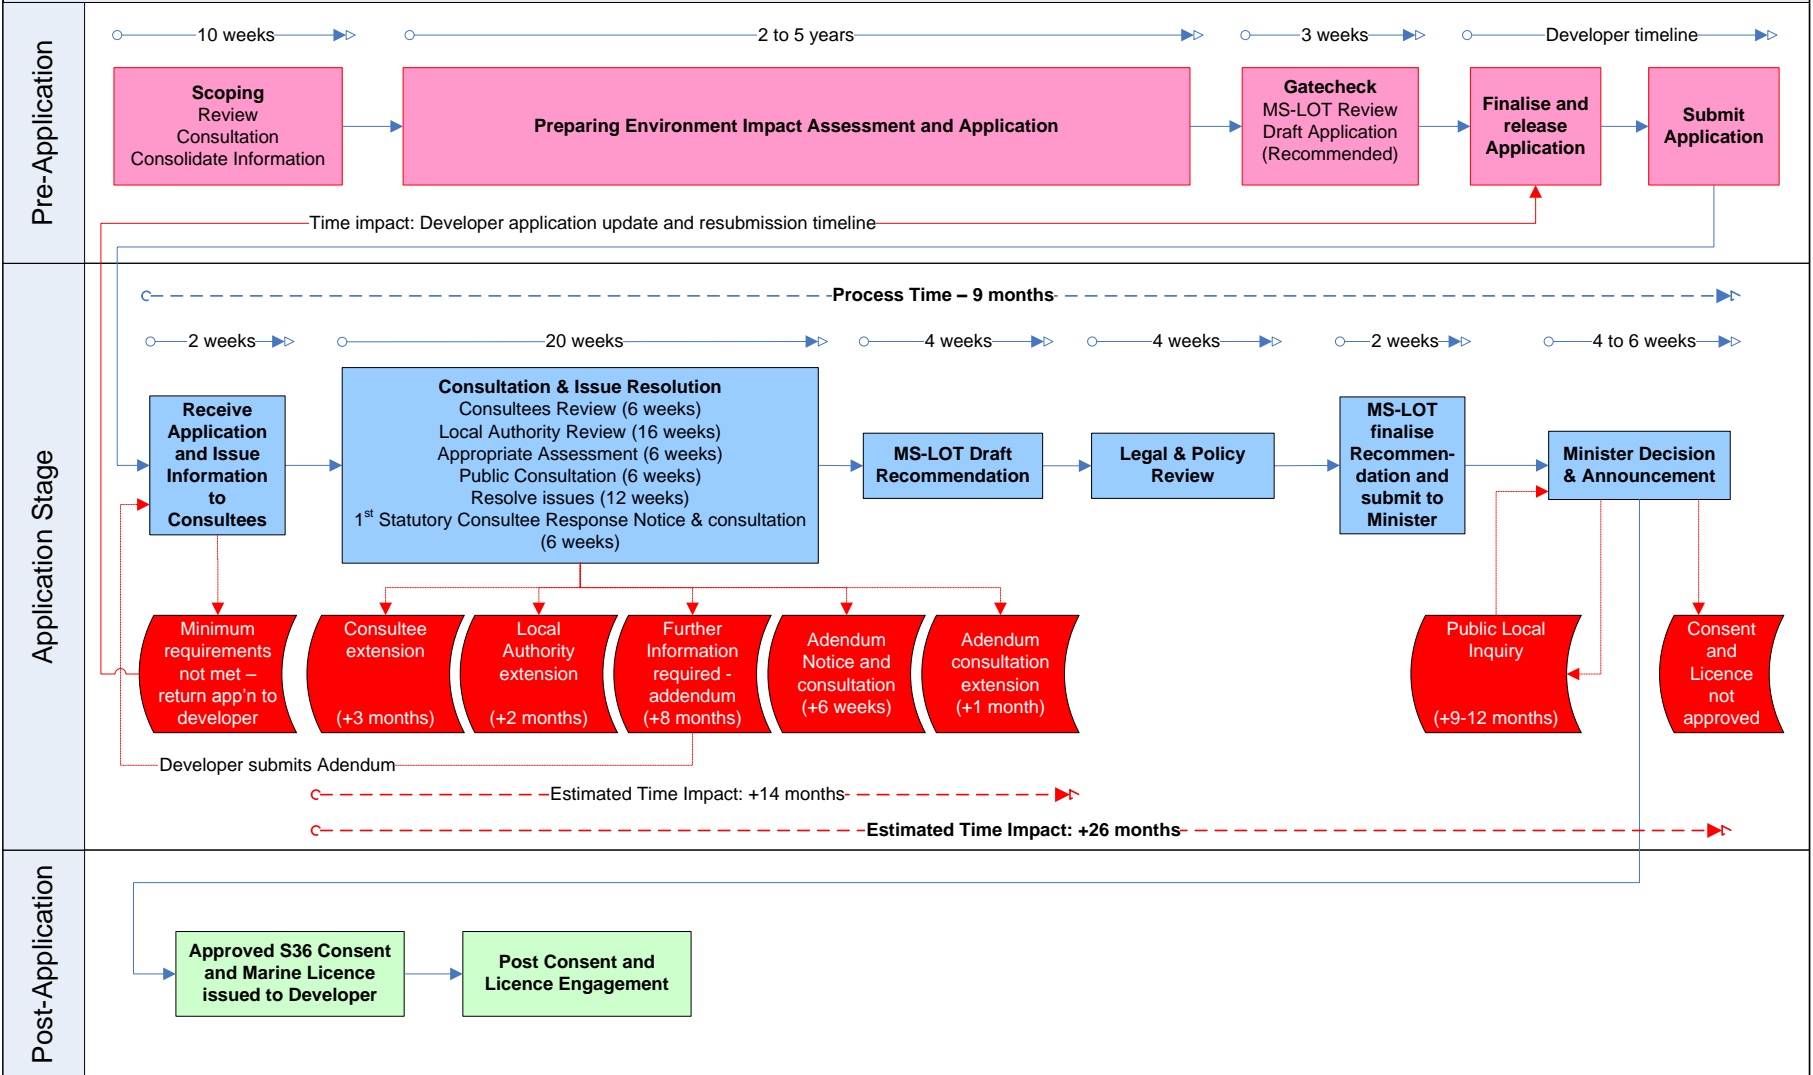 Pre-Application
10 weeks
2 to 5 years
3 weeks
Developer timeline
Scoping
Review
Consultation
Consolidate Information
Preparing Environment Impact Assessment and Application
Gatecheck
MS-LOT Review
Draft Application
(Recommended)
Finalise and
release
Application
Submit
Application
Time impact: Developer application update and resubmission timeline
Application Stage
Process Time – 9 months
2 weeks
20 weeks
4 weeks
4 weeks
2 weeks
4 to 6 weeks
Receive
Application
and Issue
Information
to
Consultees
Consultation & Issue Resolution
Consultees Review (6 weeks)
Local Authority Review (16 weeks)
Appropriate Assessment (6 weeks)
Public Consultation (6 weeks)
Resolve issues (12 weeks)
1st Statutory Consultee Response Notice & consultation
(6 weeks)
MS-LOT Draft
Recommendation
Legal & Policy
Review
MS-LOT
finalise
Recommen-
dation and
submit to
Minister
Minister Decision
& Announcement
Minimum
requirements
not met –
return app'n to
developer
Consultee
extension
(+3 months)
Local
Authority
extension
(+2 months)
Further
Information
required -
addendum
(+8 months)
Adendum
Notice and
consultation
(+6 weeks)
Adendum
consultation
extension
(+1 month)
Public Local
Inquiry
(+9-12 months)
Consent
and
Licence
not
approved
Developer submits Adendum
Estimated Time Impact: +14 months
Estimated Time Impact: +26 months
Post-Application
Approved S36 Consent
and Marine Licence
issued to Developer
Post Consent and
Licence Engagement